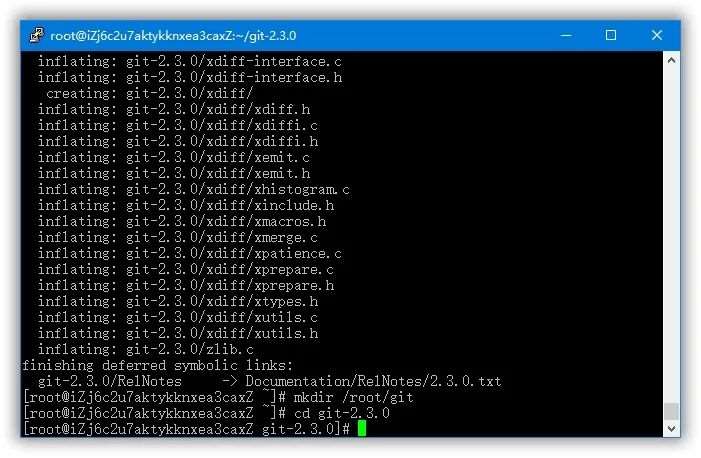 root@iZj6c2u7aktykknxea3caxZ:~/git-2.3.0
inflating: git-2.3.0/xdiff-interface.c
inflating: git-2.3.0/xdiff-interface.h
creating: git-2.3.0/xdiff/
inflating: git-2.3.0/xdiff/xdiff.h
inflating: git-2.3.0/xdiff/xdiffi.c
inflating: git-2.3.0/xdiff/xdiffi.h
inflating: git-2.3.0/xdiff/xemit.c
inflating: git-2.3.0/xdiff/xemit.h
inflating: git-2.3.0/xdiff/xhistogram.c
inflating: git-2.3.0/xdiff/xinclude.h
inflating: git-2.3.0/xdiff/xmacros.h
inflating: git-2.3.0/xdiff/xmerge.c
inflating: git-2.3.0/xdiff/xpatience.c
inflating: git-2.3.0/xdiff/xprepare.c
inflating: git-2.3.0/xdiff/xprepare.h
inflating: git-2.3.0/xdiff/xtypes.h
inflating: git-2.3.0/xdiff/xutils.c
inflating: git-2.3.0/xdiff/xutils.h
inflating: git-2.3.0/zlib.c
finishing deferred symbolic links:
git-2.3.0/RelNotes -> Documentation/RelNotes/2.3.0.txt
[root@iZj6c2u7aktykknxea3caxZ ~]# mkdir /root/git
[root@iZj6c2u7aktykknxea3caxZ ~]# cd git-2.3.0
[root@iZj6c2u7aktykknxea3caxZ git-2.3.0]#